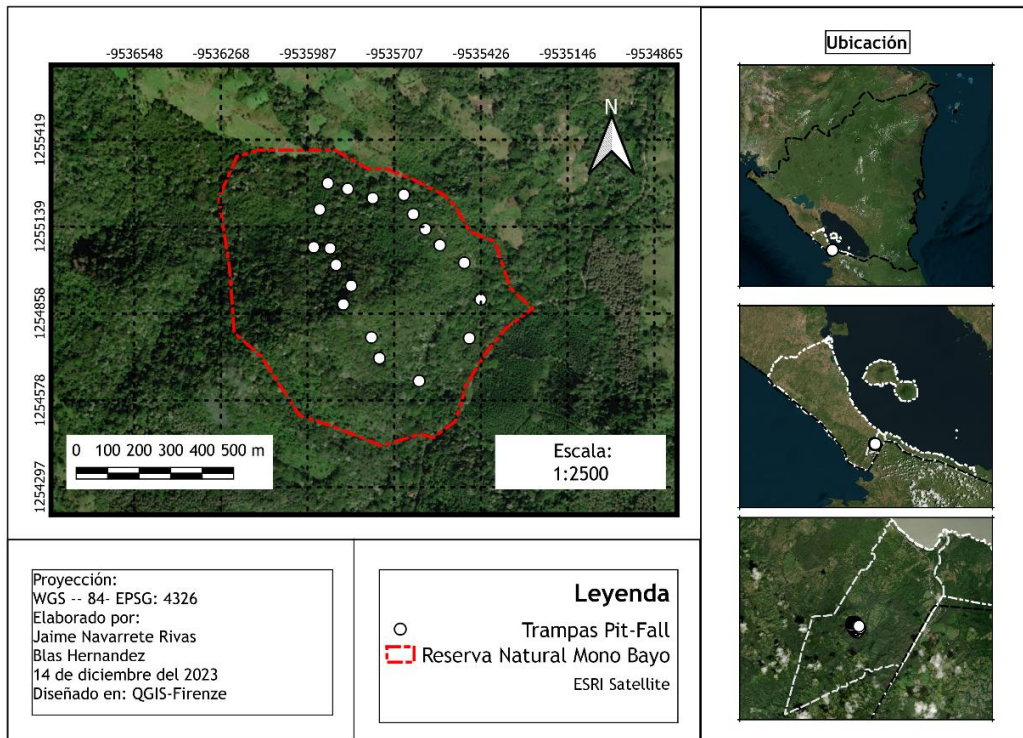 -9536548 -9536268 -9535987 -9535707 -9535426 -9535146 -9534865
1255419
1255139
1254858
1254578
1254297
N
0 100 200 300 400 500 m
Escala:
1:2500
Ubicación
Proyección:
WGS -- 84- EPSG: 4326
Elaborado por:
Jaime Navarrete Rivas
Blas Hernandez
14 de diciembre del 2023
Diseñado en: QGIS-Firenze
Leyenda
Trampas Pit-Fall
Reserva Natural Mono Bayo
ESRI Satellite